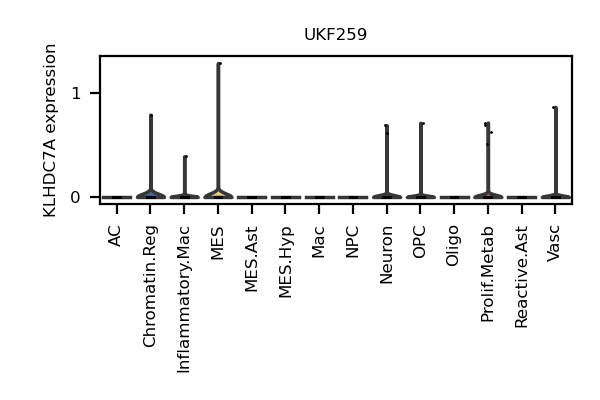 UKF259
KLHDC7A expression
1
0
AC
Chromatin.Reg
Inflammatory.Mac
MES
MES.Ast
MES.Hyp
Mac
NPC
Neuron
OPC
Oligo
Prolif.Metab
Reactive.Ast
Vasc